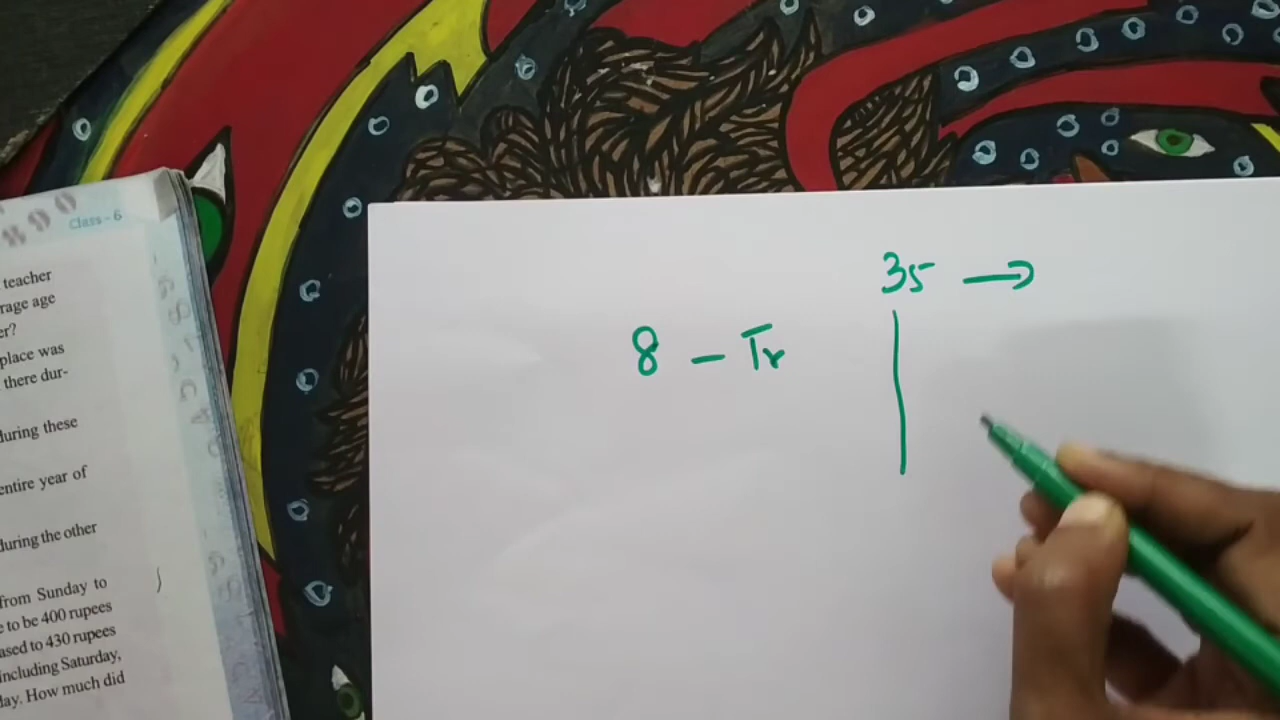 Class - 6
teacher
rage age
er?
place was
there dur-
during these
entire year of
during the other
from Sunday to
e to be 400 rupees
ased to 430 rupees
including Saturday,
lay. How much did
35 →
8 - Tr